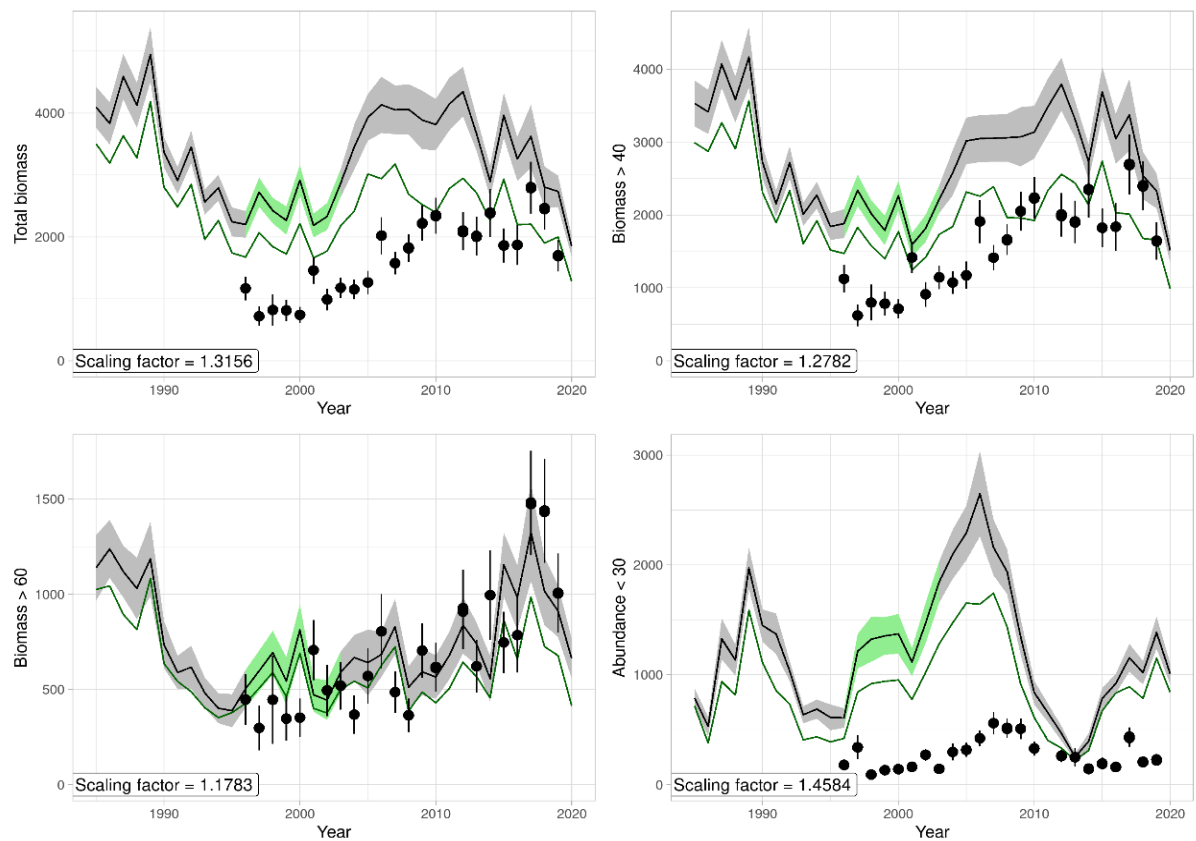 Total biomass
4000
2000
0
Scaling factor = 1.3156
1990
2000
2010
2020
Year
Biomass > 40
4000
3000
2000
1000
0
Scaling factor = 1.2782
1990
2000
2010
2020
Year
Biomass > 60
1500
1000
500
0
Scaling factor = 1.1783
1990
2000
2010
2020
Year
Abundance < 30
3000
2000
1000
0
Scaling factor = 1.4584
1990
2000
2010
2020
Year